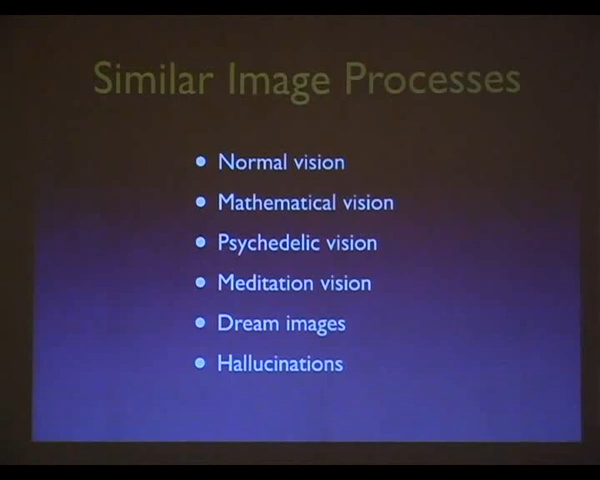 Similar Image Processes
Normal vision
Mathematical vision
Psychedelic vision
Meditation vision
Dream images
Hallucinations